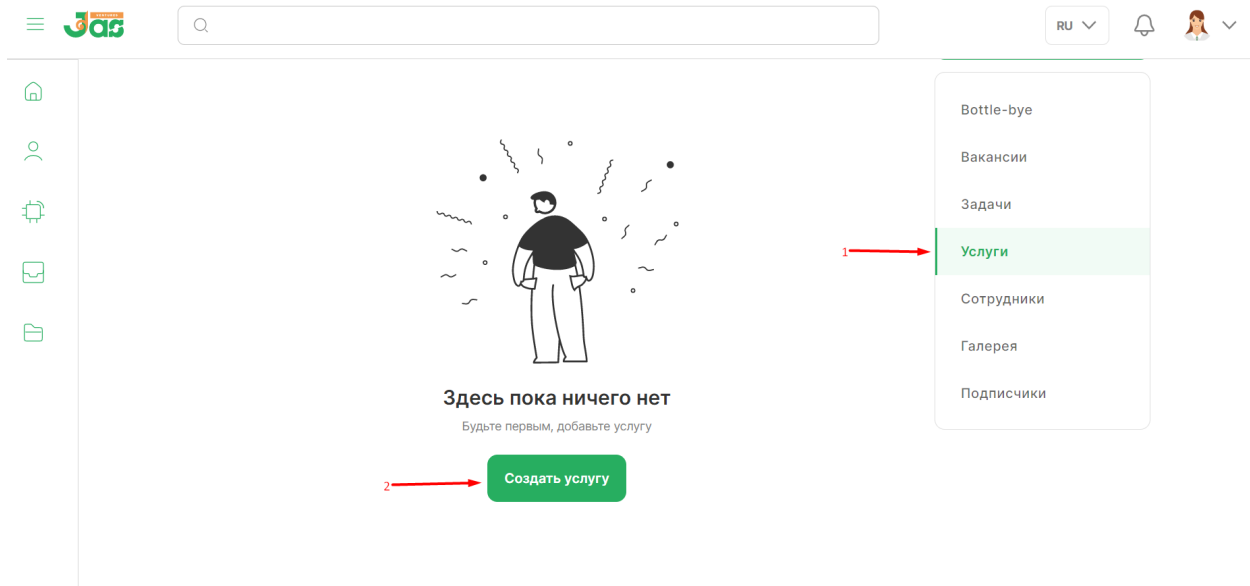 Jas
RU
Bottle-bye
Вакансии
Задачи
1
Услуги
Сотрудники
Галерея
Подписчики
Здесь пока ничего нет
Будьте первым, добавьте услугу
2
Создать услугу